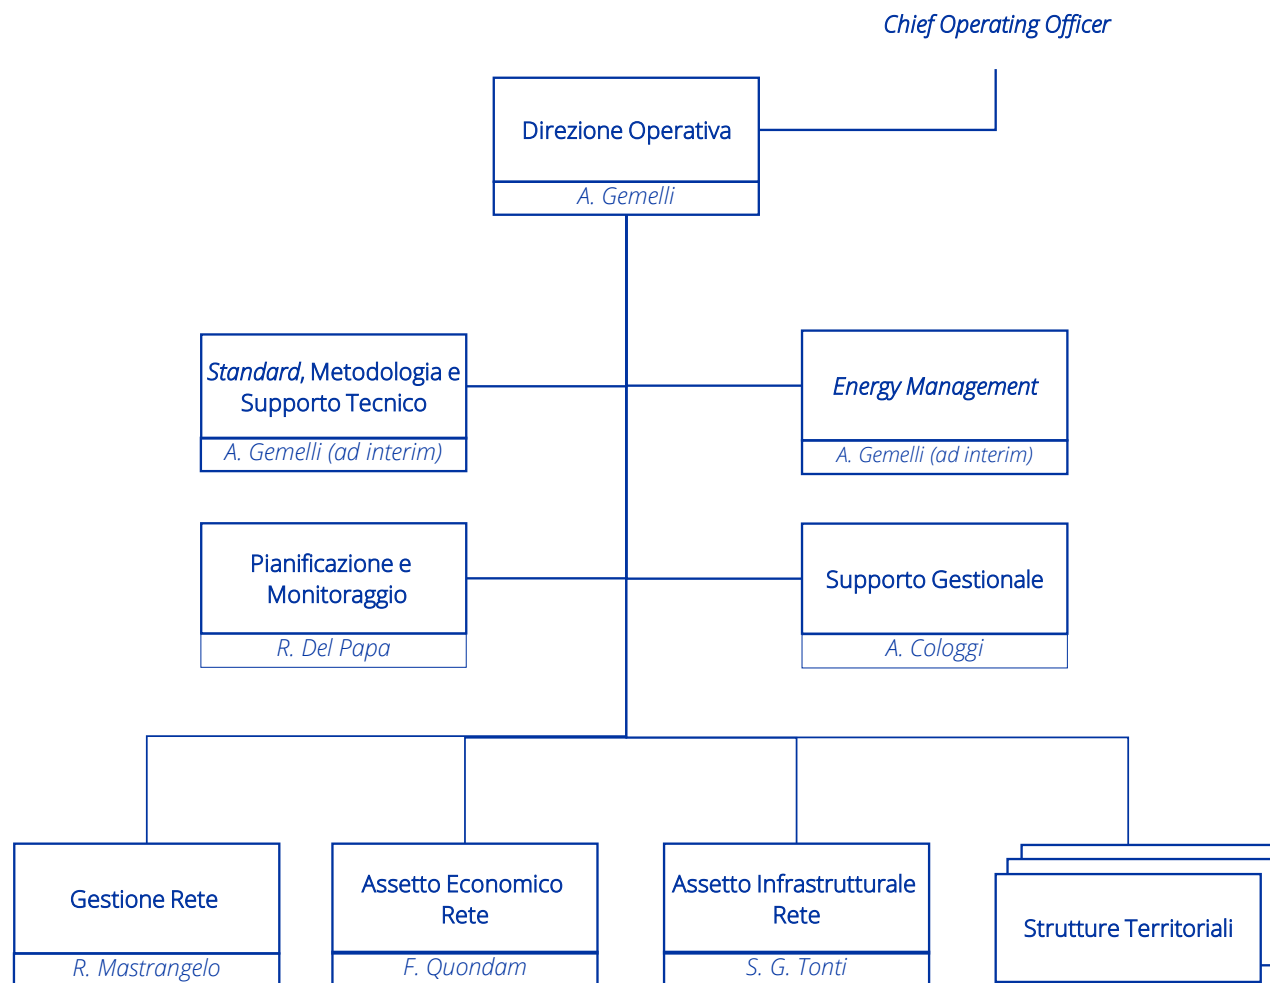 Chief Operating Officer
Direzione Operativa
A. Gemelli
Standard, Metodologia e
Supporto Tecnico
A. Gemelli (ad interim)
Energy Management
A. Gemelli (ad interim)
Pianificazione e
Monitoraggio
R. Del Papa
Supporto Gestionale
A. Cologgi
Gestione Rete
R. Mastrangelo
Assetto Economico
Rete
F. Quondam
Assetto Infrastrutturale
Rete
S. G. Tonti
Strutture Territoriali